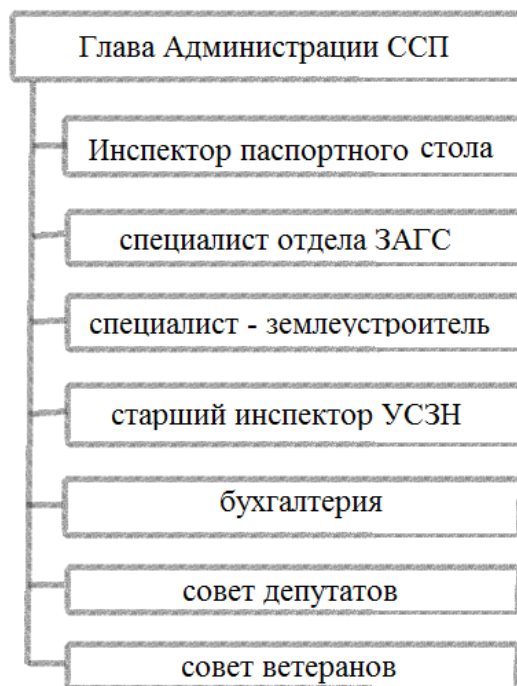 Глава Администрации ССП
Инспектор паспортного стола
специалист отдела ЗАГС
специалист - землеустроитель
старший инспектор УСЗН
бухгалтерия
совет депутатов
совет ветеранов